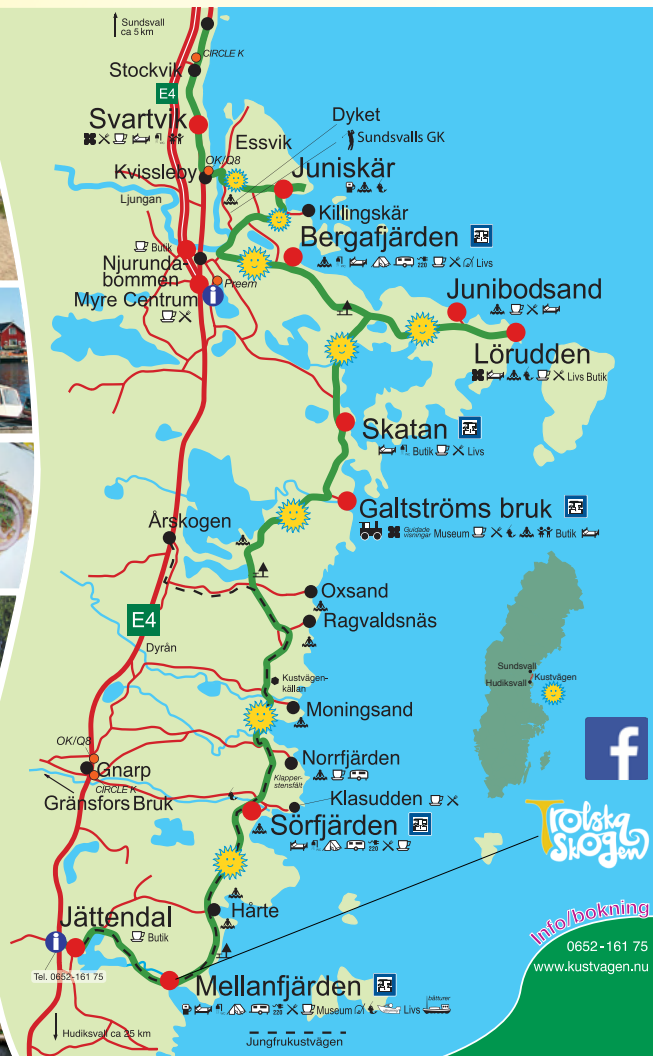 Sundsvall
ca 5 km
CIRCLE K
Stockvik
E4
Svartvik
Dyket
Sundsvalls GK
Essvik
OK/Q8
Kvissleby
Juniskär
Ljungan
Killingskär
Bergafjärden
220
Livs
Butik
Njurunda-
bommen
Preem
Myre Centrum
i
Junibodsand
Lörudden
Livs Butik
Skatan
Butik
Livs
Galtströms bruk
Guidade
visningar
Museum
Butik
Årskogen
Oxsand
Ragvaldsnäs
E4
Dyrån
Kustvägen-
källan
Sundsvall
Kustvägen
Hudiksvall
Moningsand
OK/Q8
Norrfjärden
Gnarp
Klapper-
stensfält
CIRCLE K
Gränsfors Bruk
Klasudden
f
Sörfjärden
220
Trolska
Skogen
Hårte
Jättendal
Butik
i
Tel. 0652-161 75
Info/bokning
0652-161 75
www.kustvagen.nu
Mellanfjärden
220
Museum
Livs
båtturer
Hudiksvall ca 25 km
Jungfrukustvägen